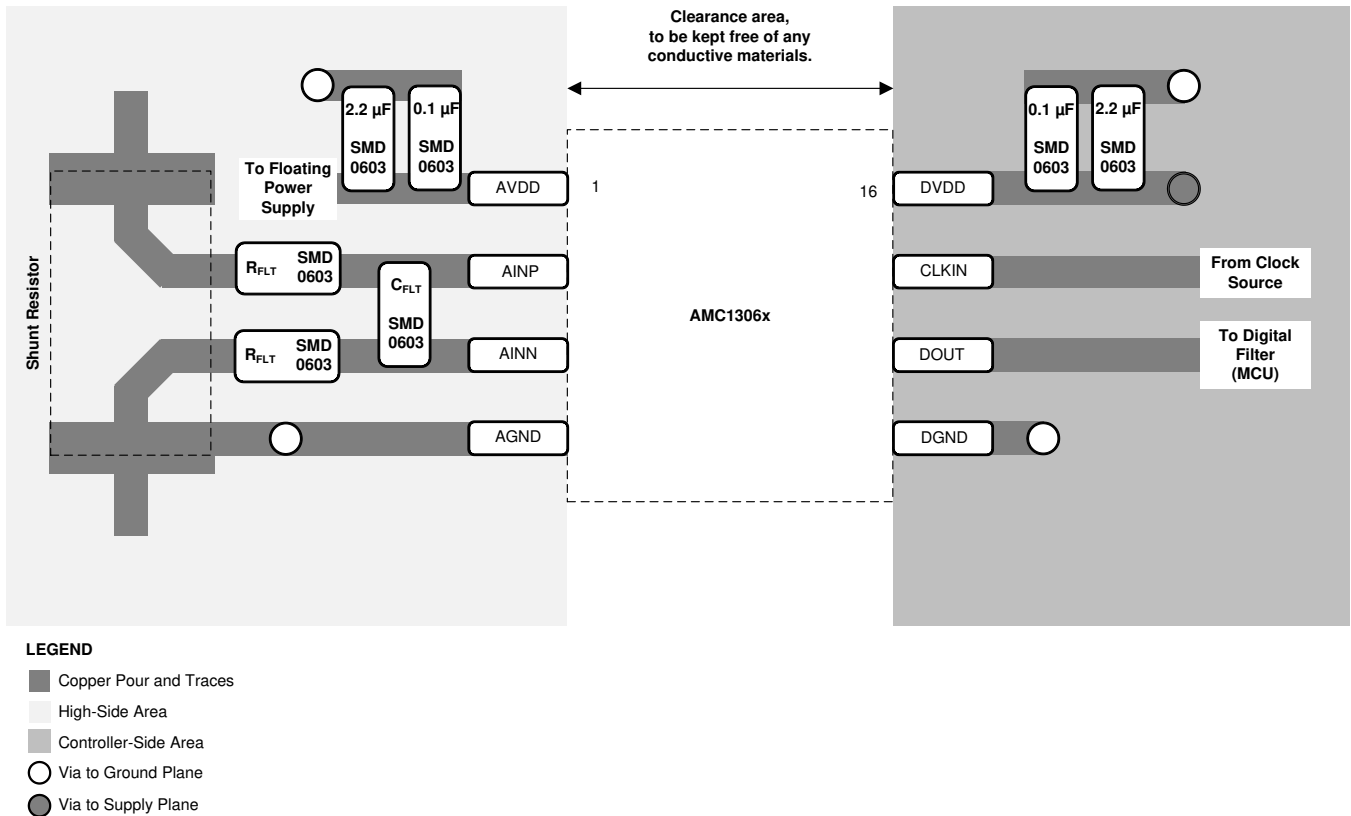 Clearance area,
to be kept free of any
conductive materials.
2.2 µF
SMD
0603
0.1 µF
SMD
0603
To Floating
Power
Supply
AVDD
1
16
DVDD
0.1 µF
SMD
0603
2.2 µF
SMD
0603
Shunt Resistor
RFLT
SMD
0603
CFLT
SMD
0603
AINP
CLKIN
From Clock
Source
AMC1306x
RFLT
SMD
0603
AINN
DOUT
To Digital
Filter
(MCU)
AGND
DGND
LEGEND
Copper Pour and Traces
High-Side Area
Controller-Side Area
Via to Ground Plane
Via to Supply Plane